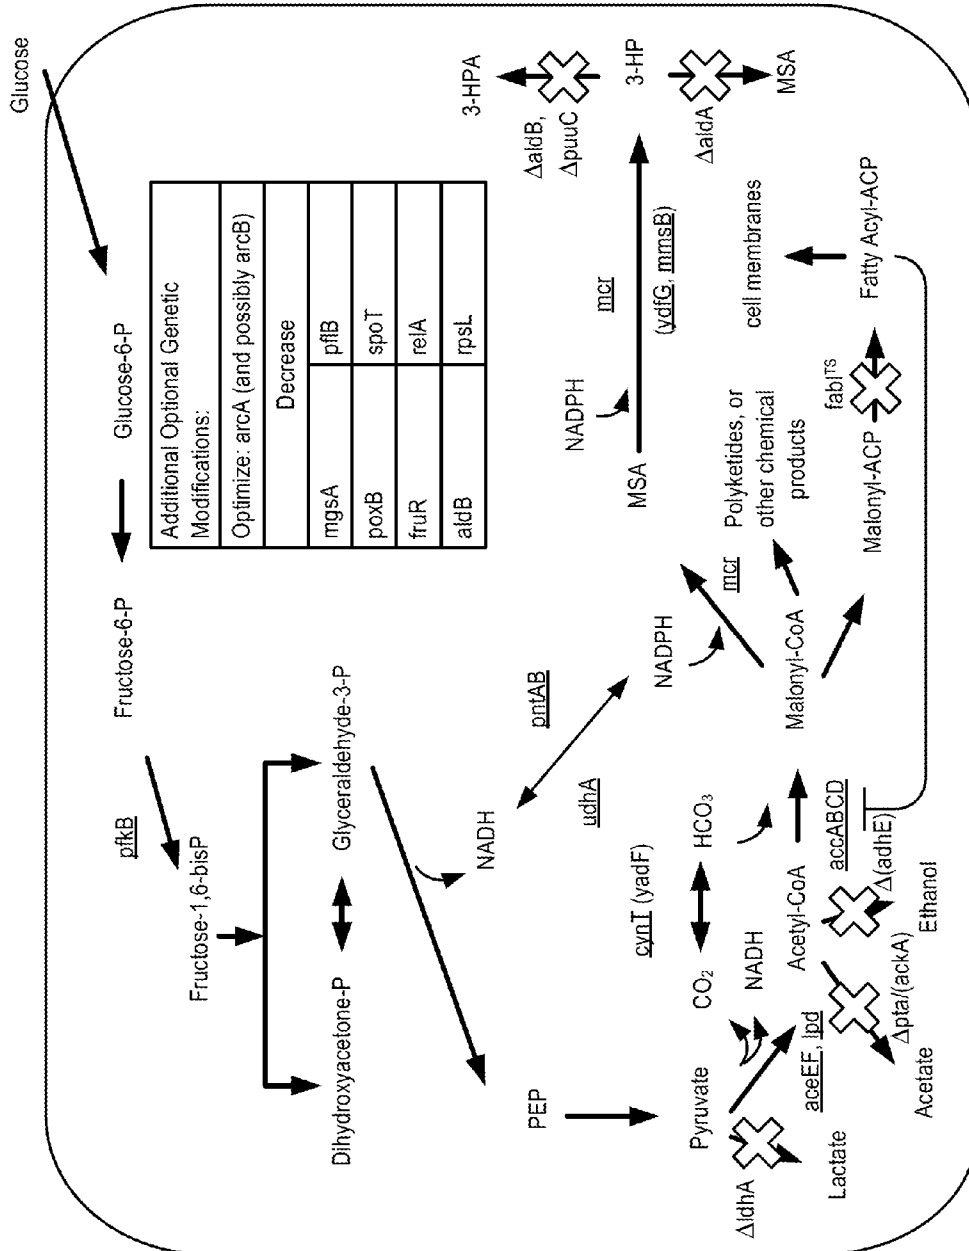 Glucose
Glucose-6-P
Fructose-6-P
pfkB
Fructose-1,6-bisP
Dihydroxyacetone-P
Glyceraldehyde-3-P
NADH
udhA
pntAB
NADPH
PEP
Pyruvate
ΔldhA
Lactate
CO2
cynT (yadF)
HCO3
NADH
aceEF, lpd
Acetyl-CoA
Δpta/(ackA)
Acetate
Δ(adhE)
Ethanol
accABCD
Malonyl-CoA
mcr
Polyketides, or
other chemical
products
Malonyl-ACP
fabITS
Fatty Acyl-ACP
cell membranes
MSA
NADPH
mcr
(ydfG, mmsB)
3-HP
ΔaldB,
ΔpuuC
3-HPA
ΔaldA
MSA
Additional Optional Genetic
Modifications:
Optimize: arcA (and possibly arcB)
Decrease
mgsA pflB
poxB spoT
fruR relA
aldB rpsL